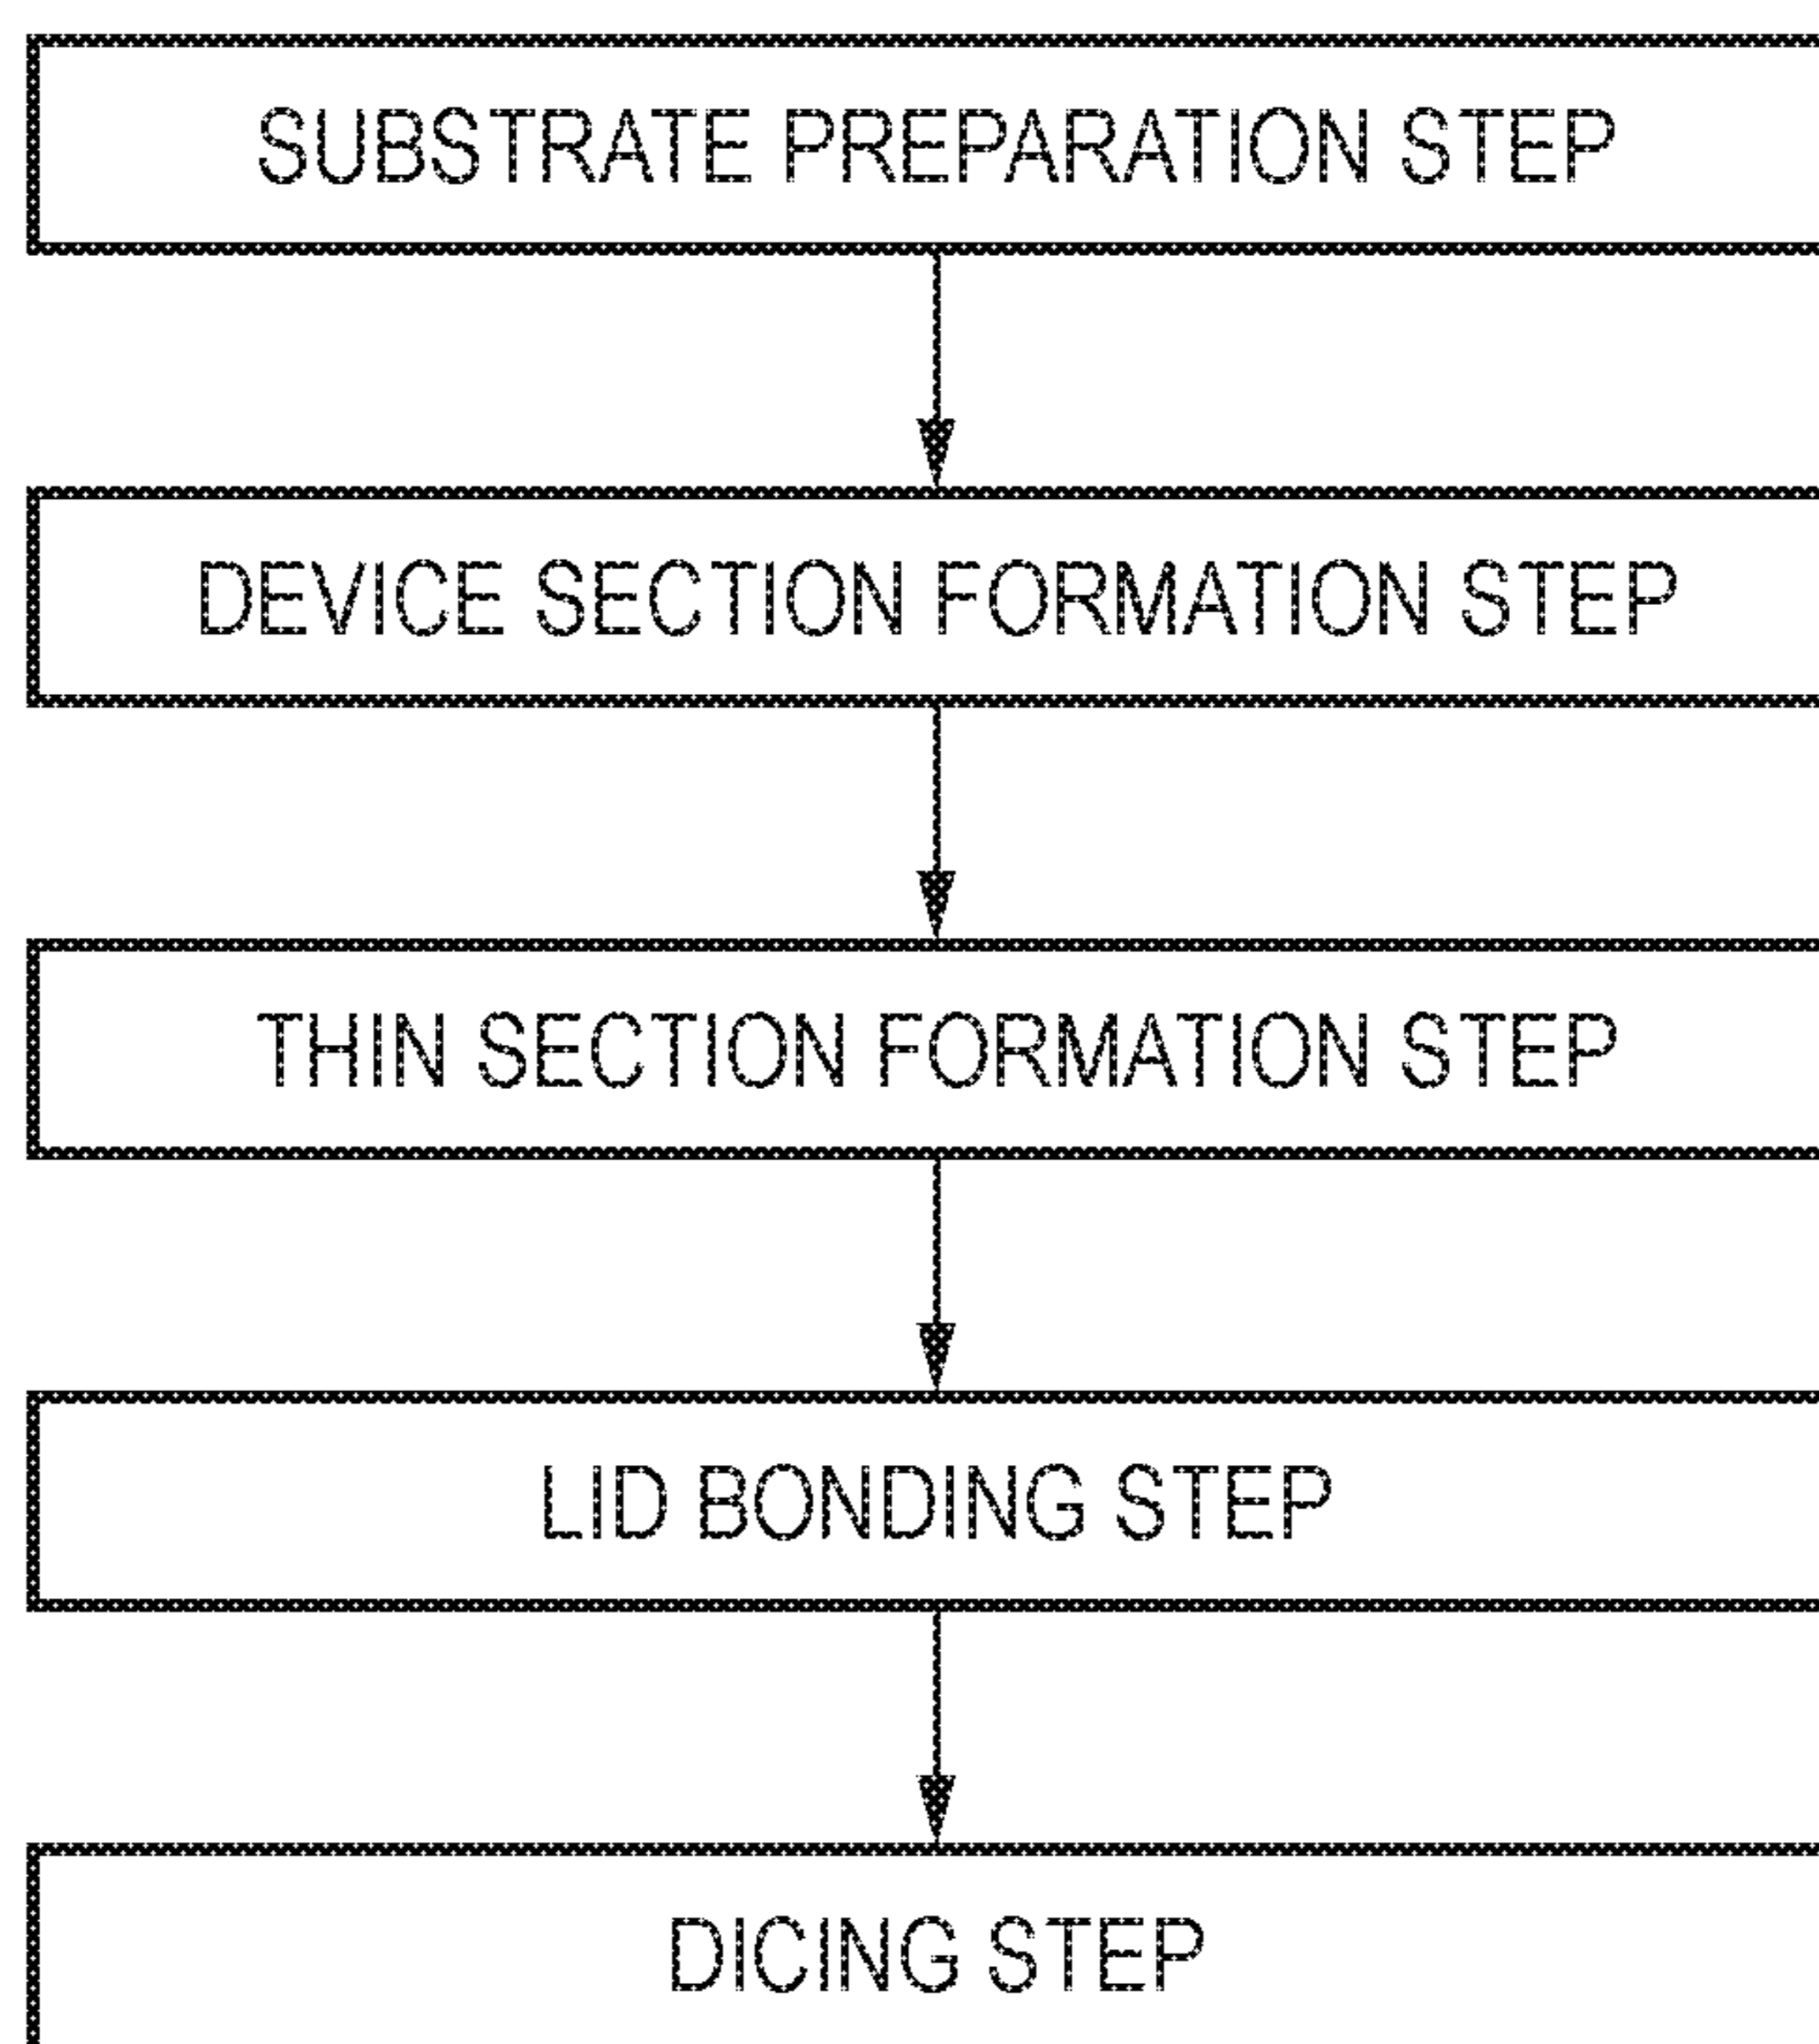 SUBSTRATE PREPARATION STEP
DEVICE SECTION FORMATION STEP
THIN SECTION FORMATION STEP
LID BONDING STEP
DICING STEP